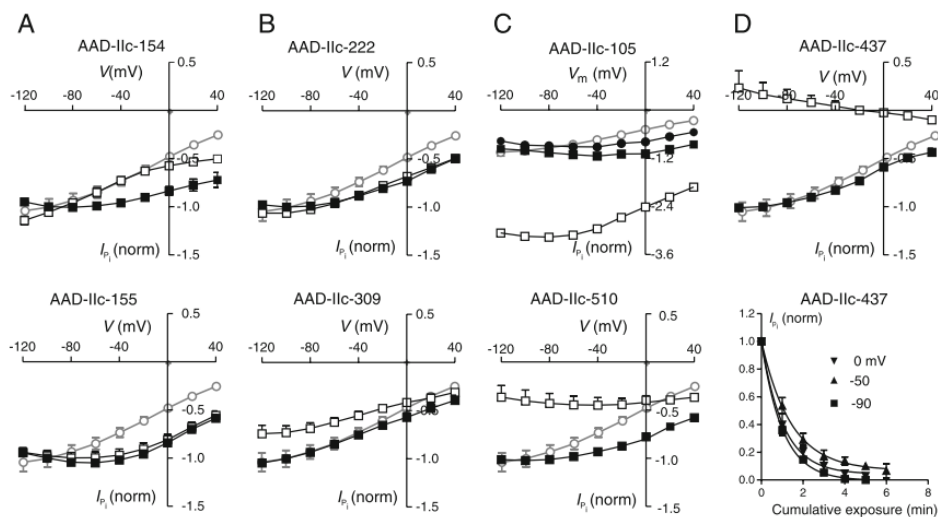 A
AAD-IIc-154
V(mV)
0.5
-120 -80 -40 40
-0.5
-1.0
-1.5
IPi (norm)
B
AAD-IIc-222
V (mV)
0.5
-120 -80 -40 0 40
-0.5
-1.0
-1.5
IPi (norm)
C
AAD-IIc-105
Vm (mV)
1.2
-120 -80 -40 40
-1.2
-2.4
-3.6
IPi (norm)
D
AAD-IIc-437
V (mV)
0.5
-120 -80 -40 40
-0.5
-1.0
-1.5
IPi (norm)
AAD-IIc-155
V (mV)
0.5
-120 -80 -40 0 40
-0.5
-1.0
-1.5
IPi (norm)
AAD-IIc-309
V (mV)
0.5
-120 -80 -40 0 40
-0.5
-1.0
-1.5
IPi (norm)
AAD-IIc-510
V (mV)
0.5
-120 -80 -40 40
-0.5
-1.0
-1.5
IPi (norm)
AAD-IIc-437
IPi (norm)
1.2
1.0
0.8
0.6
0.4
0.2
0.0
0 mV
-50
-90
0 2 4 6 8
Cumulative exposure (min)